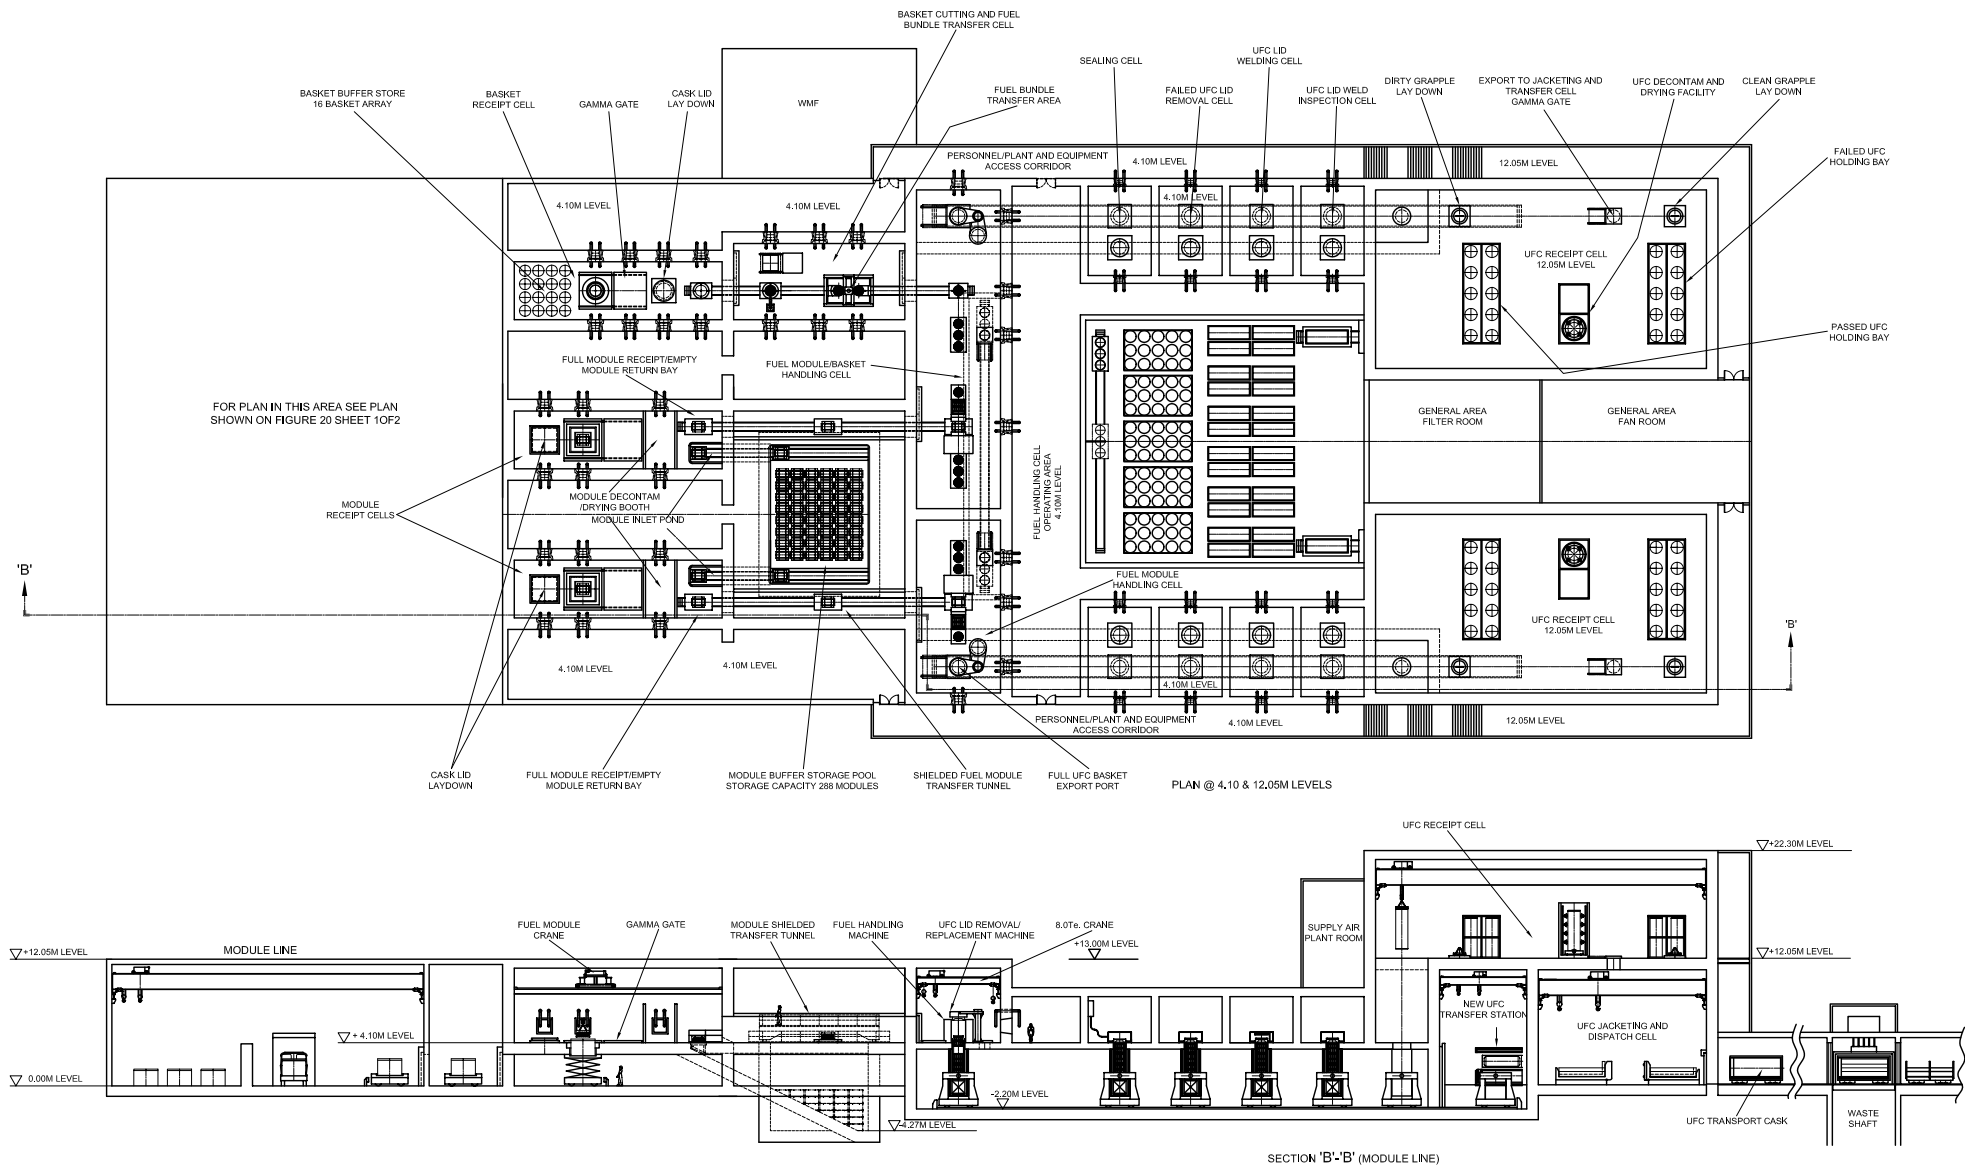 BASKET CUTTING AND FUEL
BUNDLE TRANSFER CELL
BASKET BUFFER STORE
16 BASKET ARRAY
BASKET
RECEIPT CELL
GAMMA GATE
CASK LID
LAY DOWN
WMF
FUEL BUNDLE
TRANSFER AREA
SEALING CELL
FAILED UFC LID
REMOVAL CELL
UFC LID
WELDING CELL
UFC LID WELD
INSPECTION CELL
DIRTY GRAPPLE
LAY DOWN
EXPORT TO JACKETING AND
TRANSFER CELL
GAMMA GATE
UFC DECONTAM AND
DRYING FACILITY
CLEAN GRAPPLE
LAY DOWN
FAILED UFC
HOLDING BAY
PERSONNEL/PLANT AND EQUIPMENT
ACCESS CORRIDOR
4.10M LEVEL
12.05M LEVEL
4.10M LEVEL
4.10M LEVEL
4.10M LEVEL
UFC RECEIPT CELL
12.05M LEVEL
PASSED UFC
HOLDING BAY
FULL MODULE RECEIPT/EMPTY
MODULE RETURN BAY
FUEL MODULE/BASKET
HANDLING CELL
FOR PLAN IN THIS AREA SEE PLAN
SHOWN ON FIGURE 20 SHEET 1OF2
GENERAL AREA
FILTER ROOM
GENERAL AREA
FAN ROOM
FUEL HANDLING CELL
OPERATING AREA
4.10M LEVEL
MODULE
RECEIPT CELLS
MODULE DECONTAM
/DRYING BOOTH
MODULE INLET POND
'B'
FUEL MODULE
HANDLING CELL
UFC RECEIPT CELL
12.05M LEVEL
'B'
4.10M LEVEL
4.10M LEVEL
4.10M LEVEL
PERSONNEL/PLANT AND EQUIPMENT
ACCESS CORRIDOR
4.10M LEVEL
12.05M LEVEL
CASK LID
LAYDOWN
FULL MODULE RECEIPT/EMPTY
MODULE RETURN BAY
MODULE BUFFER STORAGE POOL
STORAGE CAPACITY 288 MODULES
SHIELDED FUEL MODULE
TRANSFER TUNNEL
FULL UFC BASKET
EXPORT PORT
PLAN @ 4.10 & 12.05M LEVELS
UFC RECEIPT CELL
+22.30M LEVEL
+12.05M LEVEL
MODULE LINE
FUEL MODULE
CRANE
GAMMA GATE
MODULE SHIELDED
TRANSFER TUNNEL
FUEL HANDLING
MACHINE
UFC LID REMOVAL/
REPLACEMENT MACHINE
8.0Te. CRANE
+13.00M LEVEL
SUPPLY AIR
PLANT ROOM
+12.05M LEVEL
NEW UFC
TRANSFER STATION
UFC JACKETING AND
DISPATCH CELL
+ 4.10M LEVEL
0.00M LEVEL
-2.20M LEVEL
-4.27M LEVEL
UFC TRANSPORT CASK
WASTE
SHAFT
SECTION 'B'-'B' (MODULE LINE)